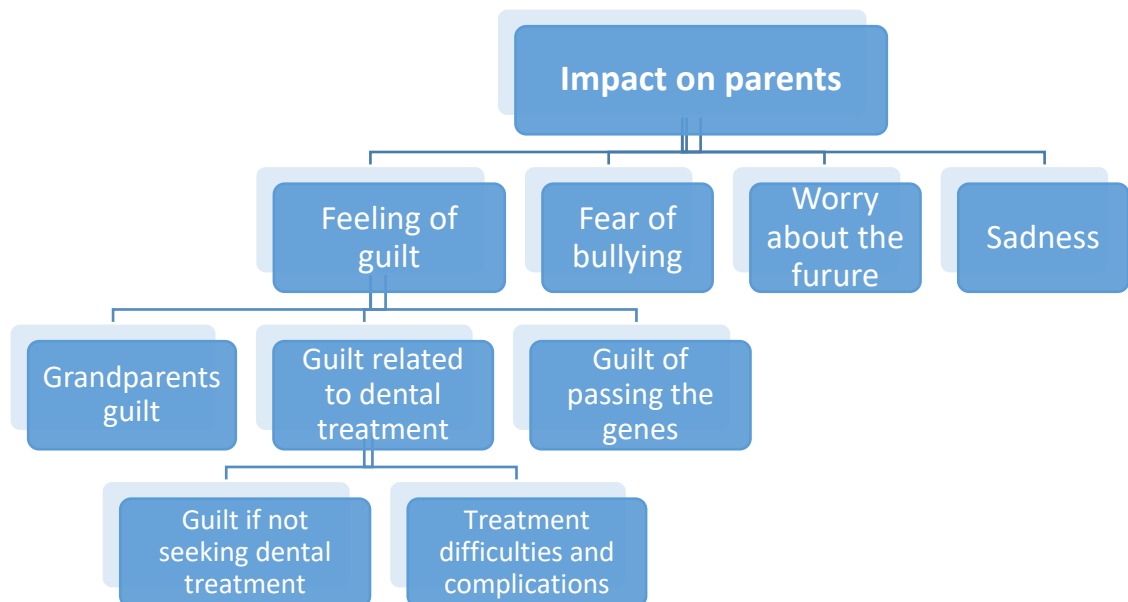 Impact on parents
Feeling of
guilt
Fear of
bullying
Worry
about the
furure
Sadness
Grandparents
guilt
Guilt related
to dental
treatment
Guilt of
passing the
genes
Guilt if not
seeking dental
treatment
Treatment
difficulties and
complications